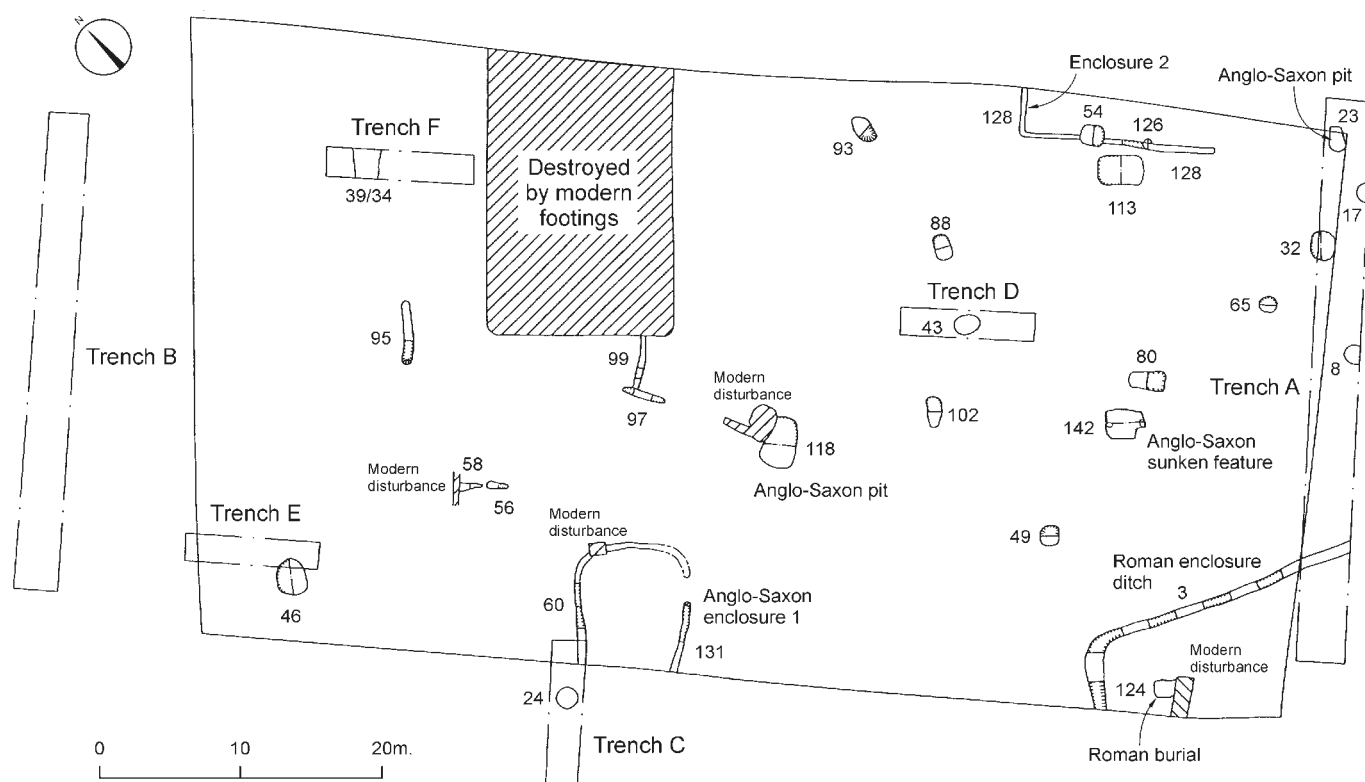 N
Enclosure 2
Anglo-Saxon pit
54
23
128
126
Trench F
93
Destroyed
by modern
footings
128
39/34
113
17
88
32
Trench D
65
43
95
99
Trench B
80
8
Modern
disturbance
Trench A
97
102
142
118
Anglo-Saxon
sunken feature
58
Modern
disturbance
Anglo-Saxon pit
56
Modern
disturbance
Trench E
49
Roman enclosure
ditch
60
Anglo-Saxon
enclosure 1
3
46
131
Modern
disturbance
24
124
0 10 20m.
Trench C
Roman burial